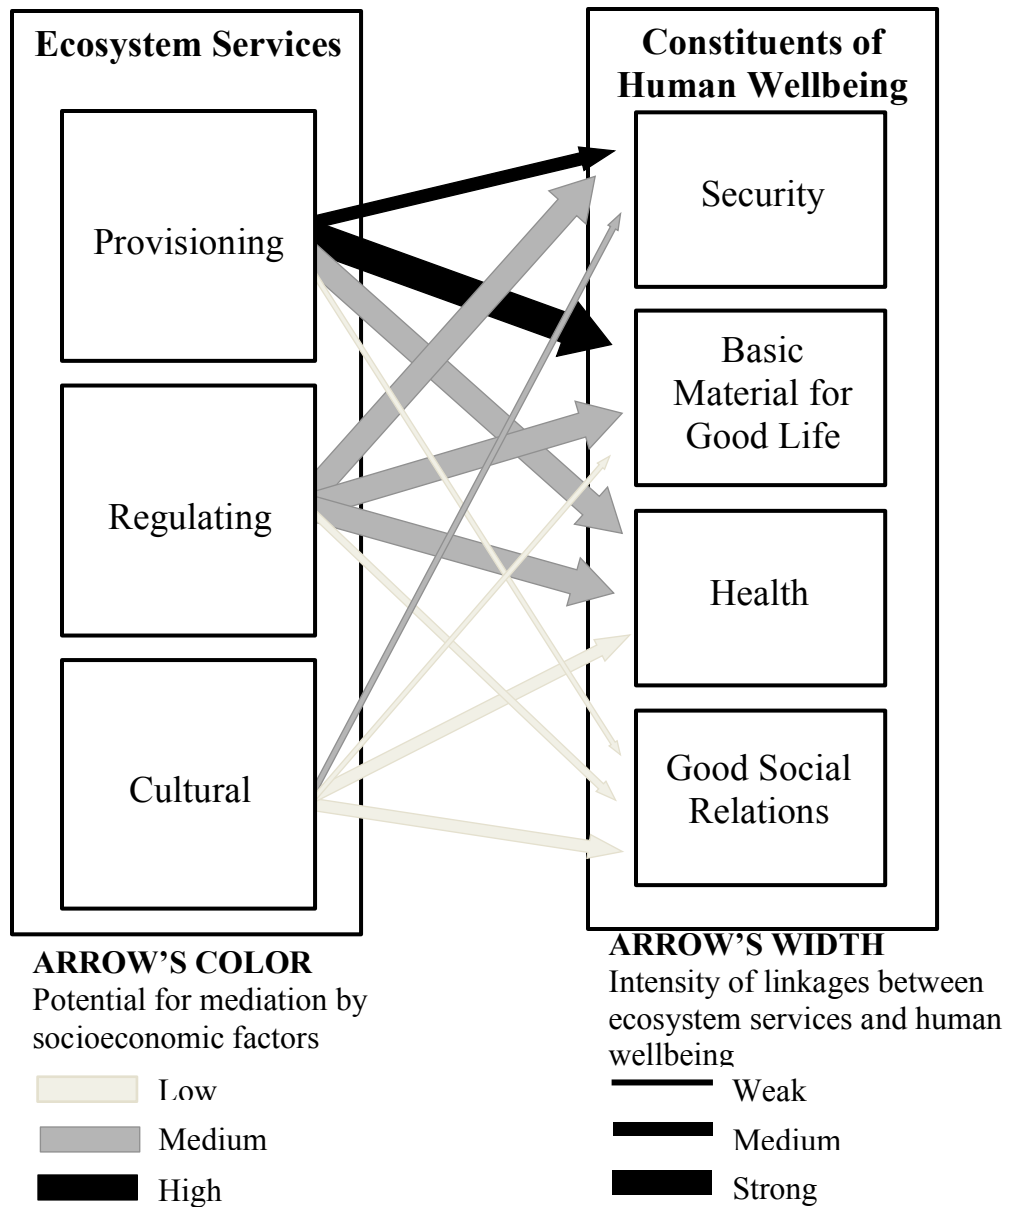 Ecosystem Services
Provisioning
Regulating
Cultural
Constituents of
Human Wellbeing
Security
Basic
Material for
Good Life
Health
Good Social
Relations
ARROW’S COLOR
Potential for mediation by
socioeconomic factors
Low
Medium
High
ARROW’S WIDTH
Intensity of linkages between
ecosystem services and human
wellbeing
Weak
Medium
Strong